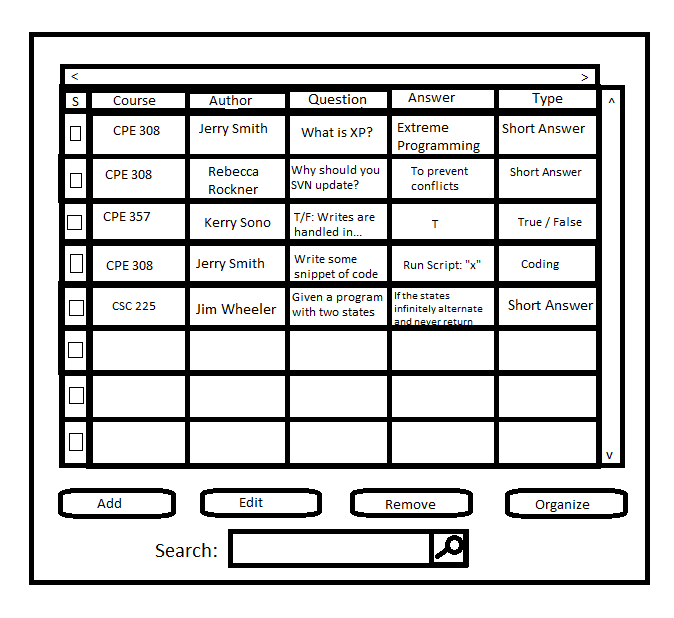 < >
S Course Author Question Answer Type ^
CPE 308 Jerry Smith What is XP? Extreme Programming Short Answer
CPE 308 Rebecca Rockner Why should you SVN update? To prevent conflicts Short Answer
CPE 357 Kerry Sono T/F: Writes are handled in... T True / False
CPE 308 Jerry Smith Write some snippet of code Run Script: "x" Coding
CSC 225 Jim Wheeler Given a program with two states If the states infinitely alternate and never return Short Answer
v
Add Edit Remove Organize
Search: